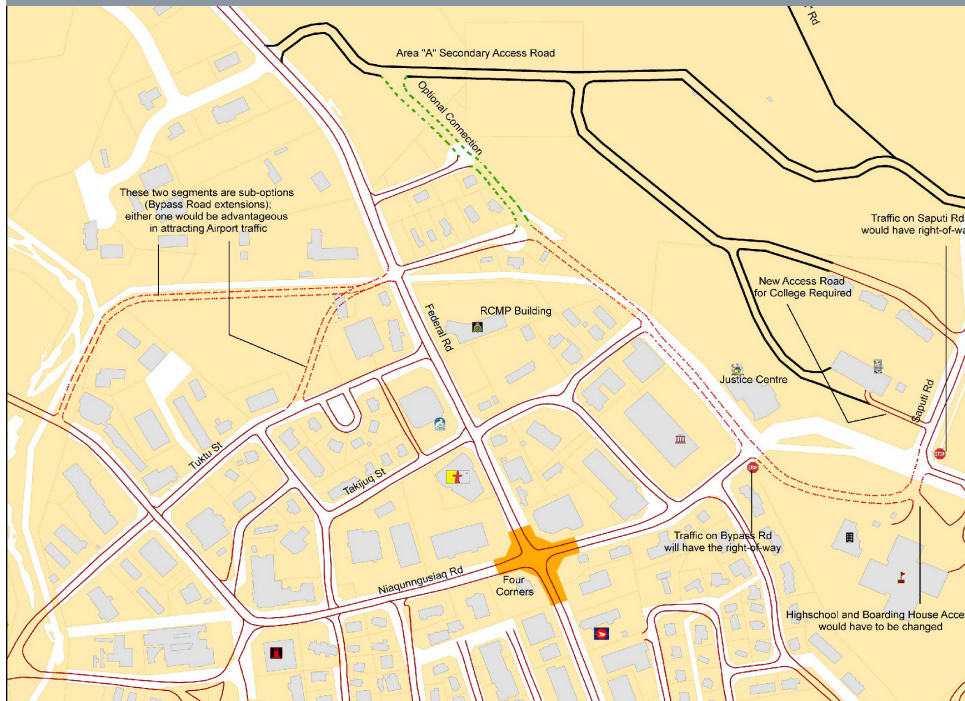 Area "A" Secondary Access Road
Optional Connection
These two segments are sub-options
(Bypass Road extensions);
either one would be advantageous
in attracting Airport traffic
Traffic on Saputi Rd
would have right-of-wa
New Access Road
for College Required
RCMP Building
Federal Rd
Justice Centre
Saputi Rd
Tuktu St
Takijuq St
Traffic on Bypass Rd
will have the right-of-way
Niaqunngusiaq Rd
Four
Corners
Highschool and Boarding House Acce
would have to be changed
STOP
Rd